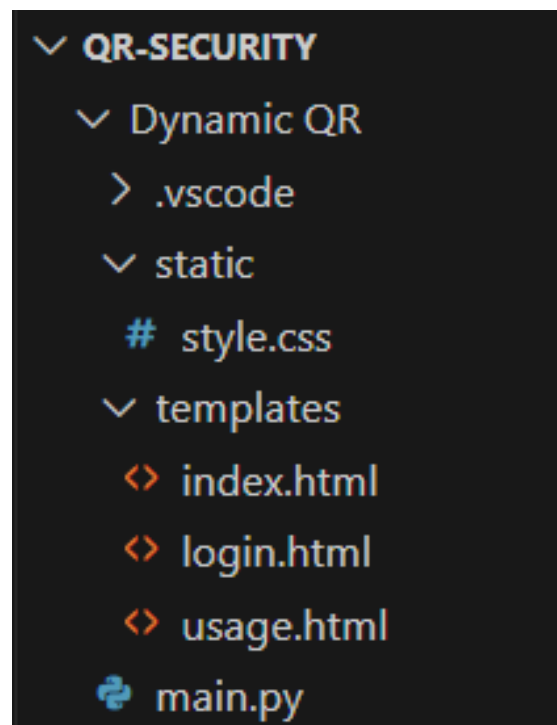 QR-SECURITY
Dynamic QR
.vscode
static
# style.css
templates
<> index.html
<> login.html
<> usage.html
main.py